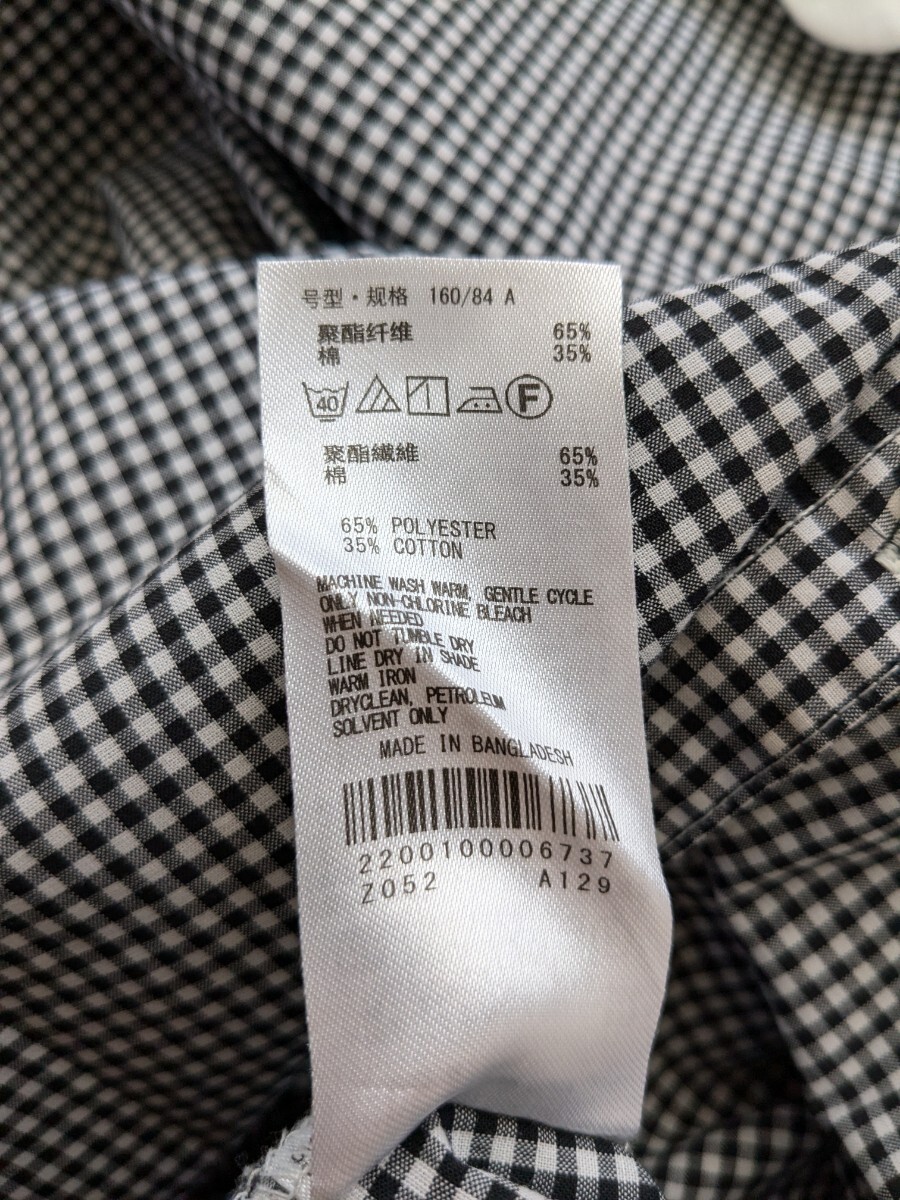 号型·规格 160/84 A
聚酯纤维 65%
棉 35%
40 F
聚酯纖維 65%
棉 35%
65% POLYESTER
35% COTTON
MACHINE WASH WARM, GENTLE CYCLE
ONLY NON-CHLORINE BLEACH
WHEN NEEDED
DO NOT TUMBLE DRY
LINE DRY IN SHADE
WARM IRON
DRYCLEAN, PETROLEUM
SOLVENT ONLY
MADE IN BANGLADESH
2200100006737
Z052 A129